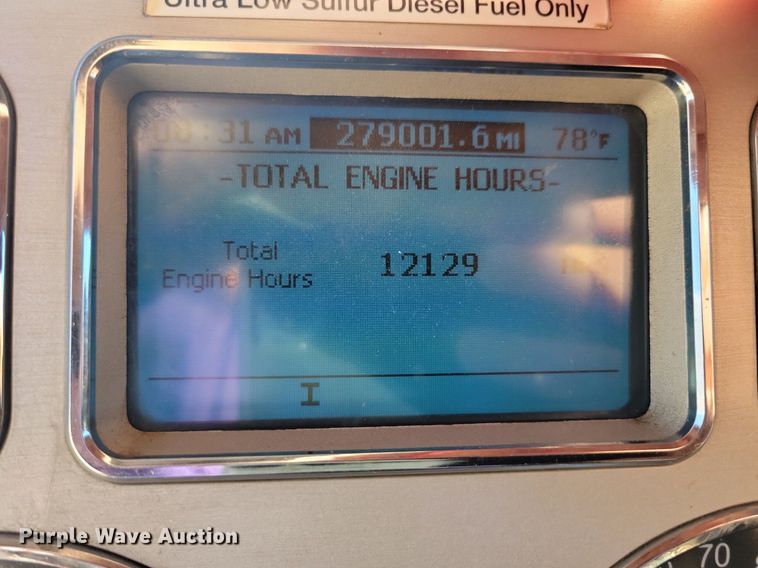 Ultra Low Sulfur Diesel Fuel Only
:31 AM 279001.6 MI 78°F
-TOTAL ENGINE HOURS-
Total
Engine Hours 12129
I
Purple Wave Auction
70